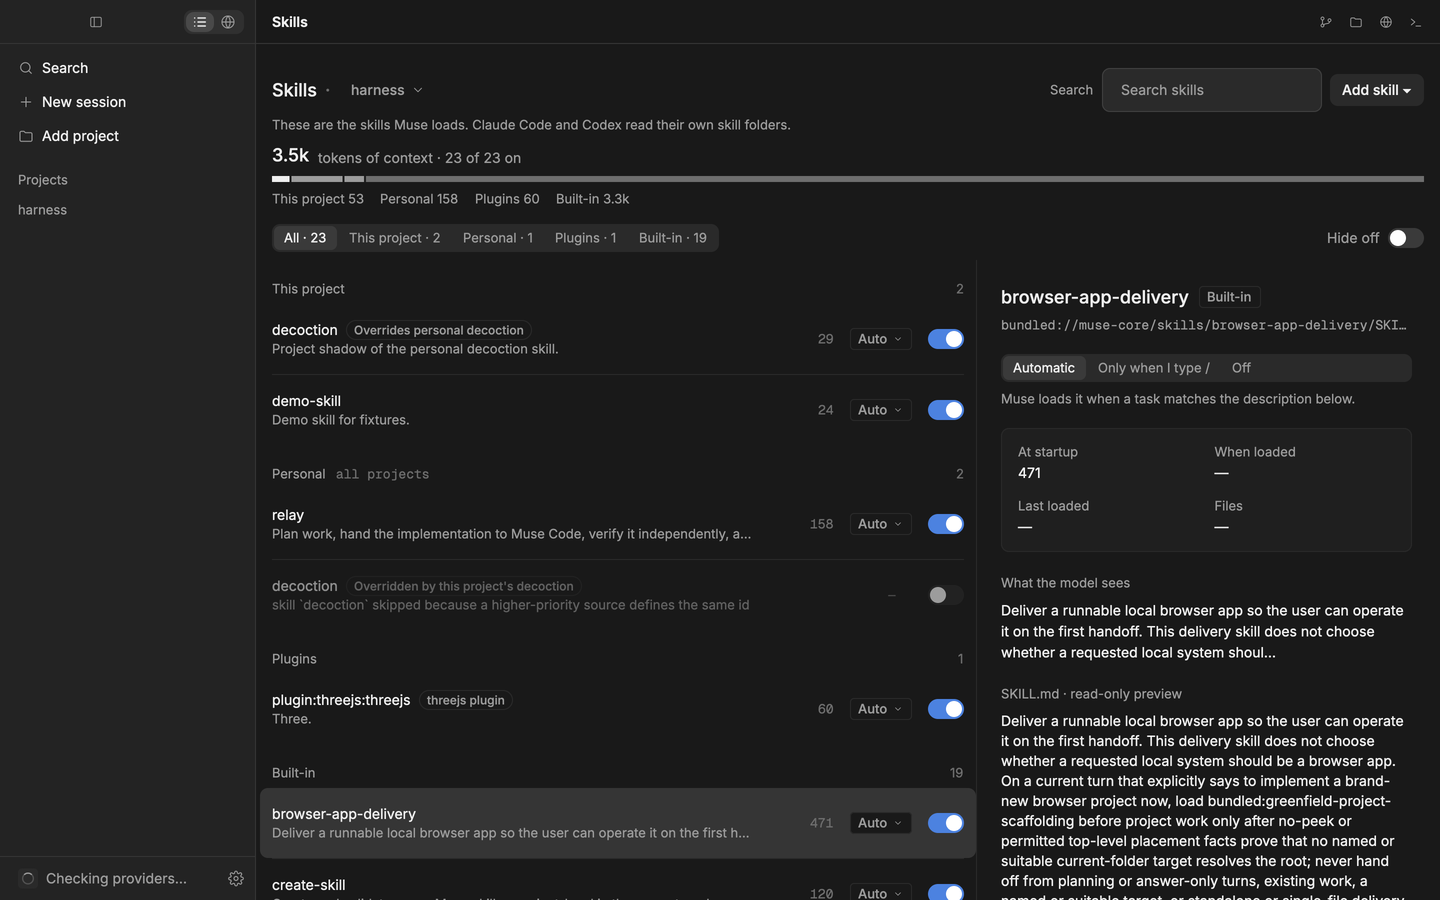 Skills
Search
New session
Add project
Projects
harness
Checking providers...
Skills · harness
Search
Search skills
Add skill
These are the skills Muse loads. Claude Code and Codex read their own skill folders.
3.5k tokens of context · 23 of 23 on
This project 53 Personal 158 Plugins 60 Built-in 3.3k
All · 23 This project · 2 Personal · 1 Plugins · 1 Built-in · 19
Hide off
This project 2
decoction Overrides personal decoction
Project shadow of the personal decoction skill.
29 Auto
demo-skill
Demo skill for fixtures.
24 Auto
Personal all projects 2
relay
Plan work, hand the implementation to Muse Code, verify it independently, a...
158 Auto
decoction Overridden by this project's decoction
skill `decoction` skipped because a higher-priority source defines the same id
–
Plugins 1
plugin:threejs:threejs threejs plugin
Three.
60 Auto
Built-in 19
browser-app-delivery
Deliver a runnable local browser app so the user can operate it on the first h...
471 Auto
create-skill
120 Auto
browser-app-delivery Built-in
bundled://muse-core/skills/browser-app-delivery/SKI…
Automatic Only when I type / Off
Muse loads it when a task matches the description below.
At startup When loaded
471 —
Last loaded Files
— —
What the model sees
Deliver a runnable local browser app so the user can operate
it on the first handoff. This delivery skill does not choose
whether a requested local system shoul...
SKILL.md · read-only preview
Deliver a runnable local browser app so the user can operate
it on the first handoff. This delivery skill does not choose
whether a requested local system should be a browser app.
On a current turn that explicitly says to implement a brand-
new browser project now, load bundled:greenfield-project-
scaffolding before project work only after no-peek or
permitted top-level placement facts prove that no named or
suitable current-folder target resolves the root; never hand
off from planning or answer-only turns, existing work, a
named or suitable target, or standalone or single-file delivery